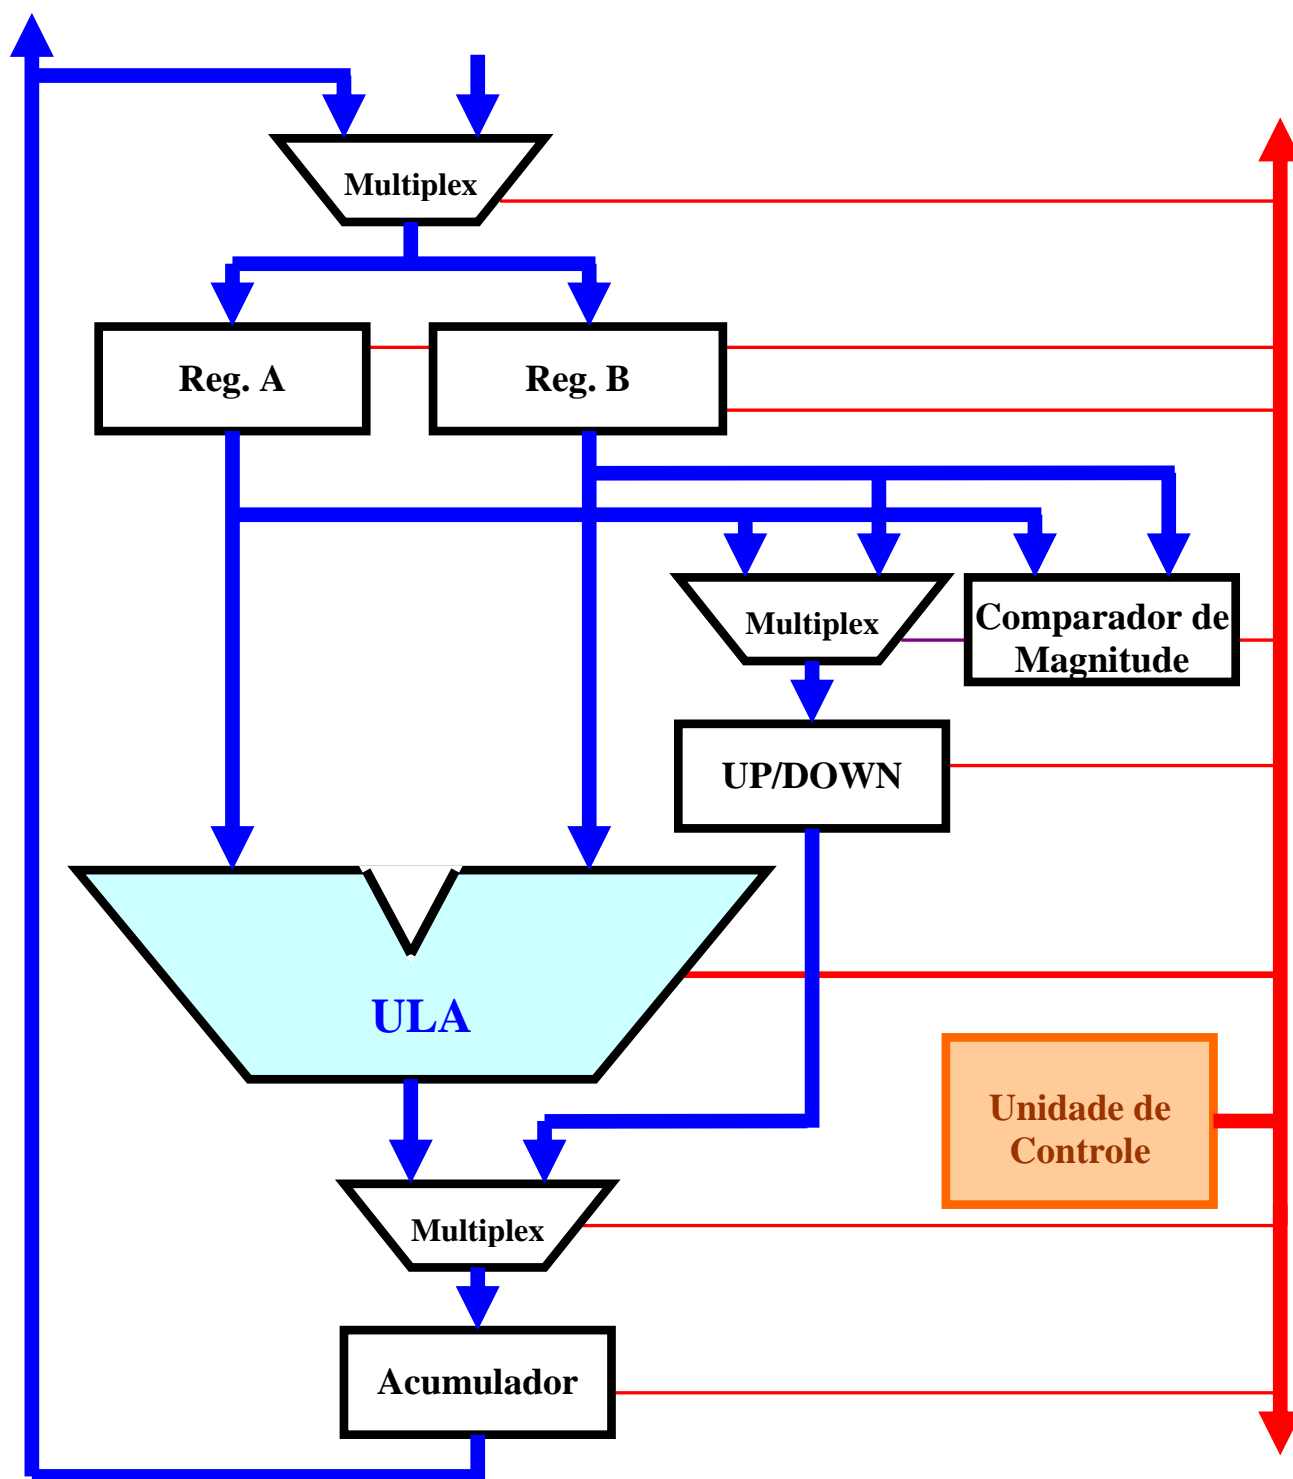 Multiplex
Reg. A
Reg. B
Multiplex
Comparador de
Magnitude
UP/DOWN
ULA
Unidade de
Controle
Multiplex
Acumulador